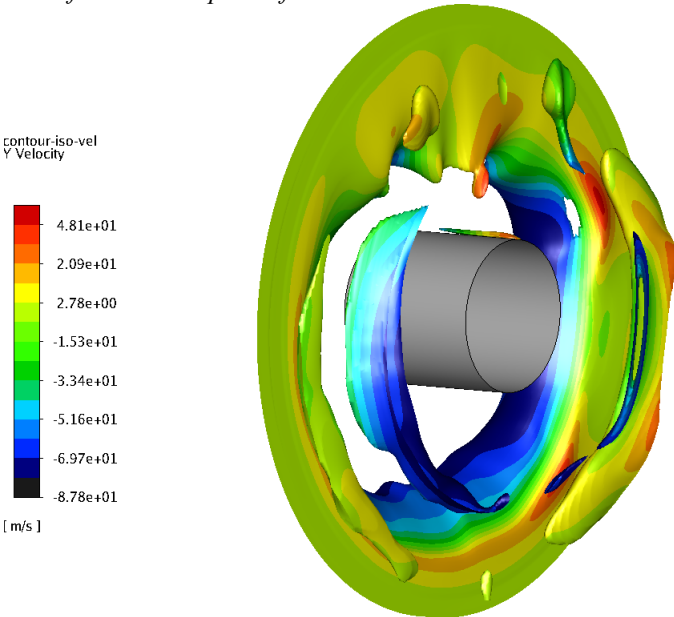 contour-iso-vel
Y Velocity
4.81e+01
2.09e+01
2.78e+00
-1.53e+01
-3.34e+01
-5.16e+01
-6.97e+01
-8.78e+01
[ m/s ]